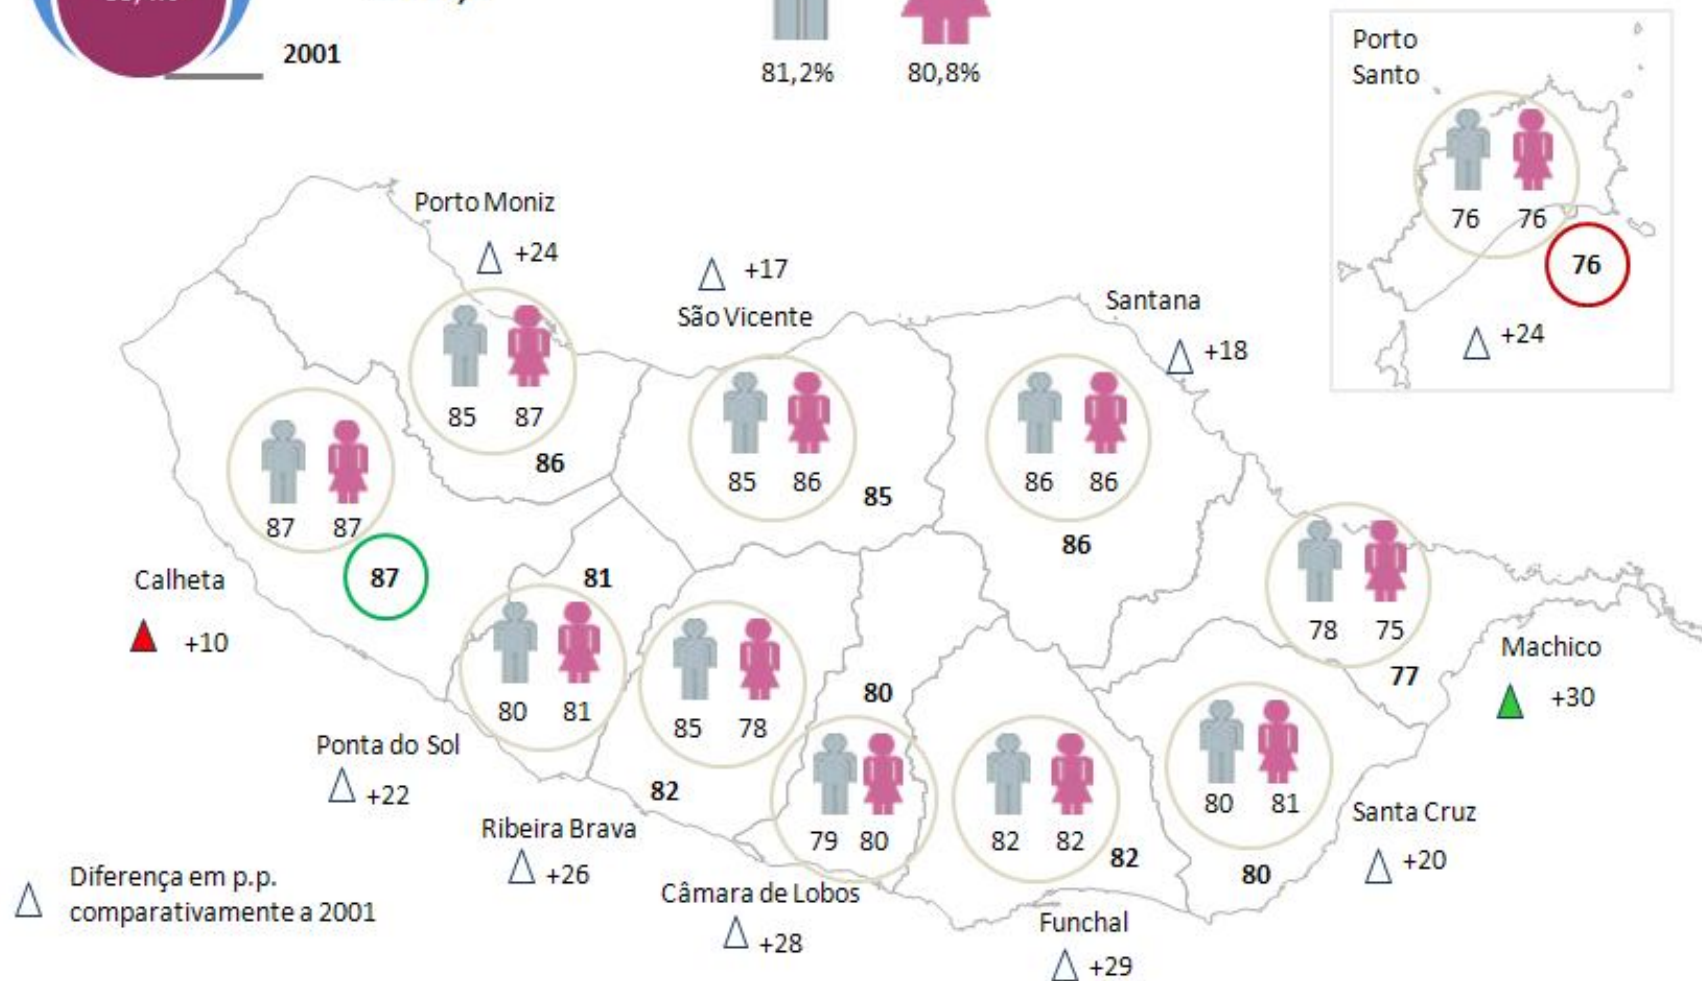 2001
81,2% 80,8%
Porto
Santo
76 76
76
+24
Porto Moniz
+24
85 87
86
+17
São Vicente
85 86
85
Santana
+18
86 86
86
87 87
87
Calheta
+10
81
80 81
Ponta do Sol
+22
85 78
82
Ribeira Brava
+26
80
79 80
Câmara de Lobos
+28
82 82
82
Funchal
+29
78 75
77
Machico
+30
80 81
80
Santa Cruz
+20
Diferença em p.p.
comparativamente a 2001